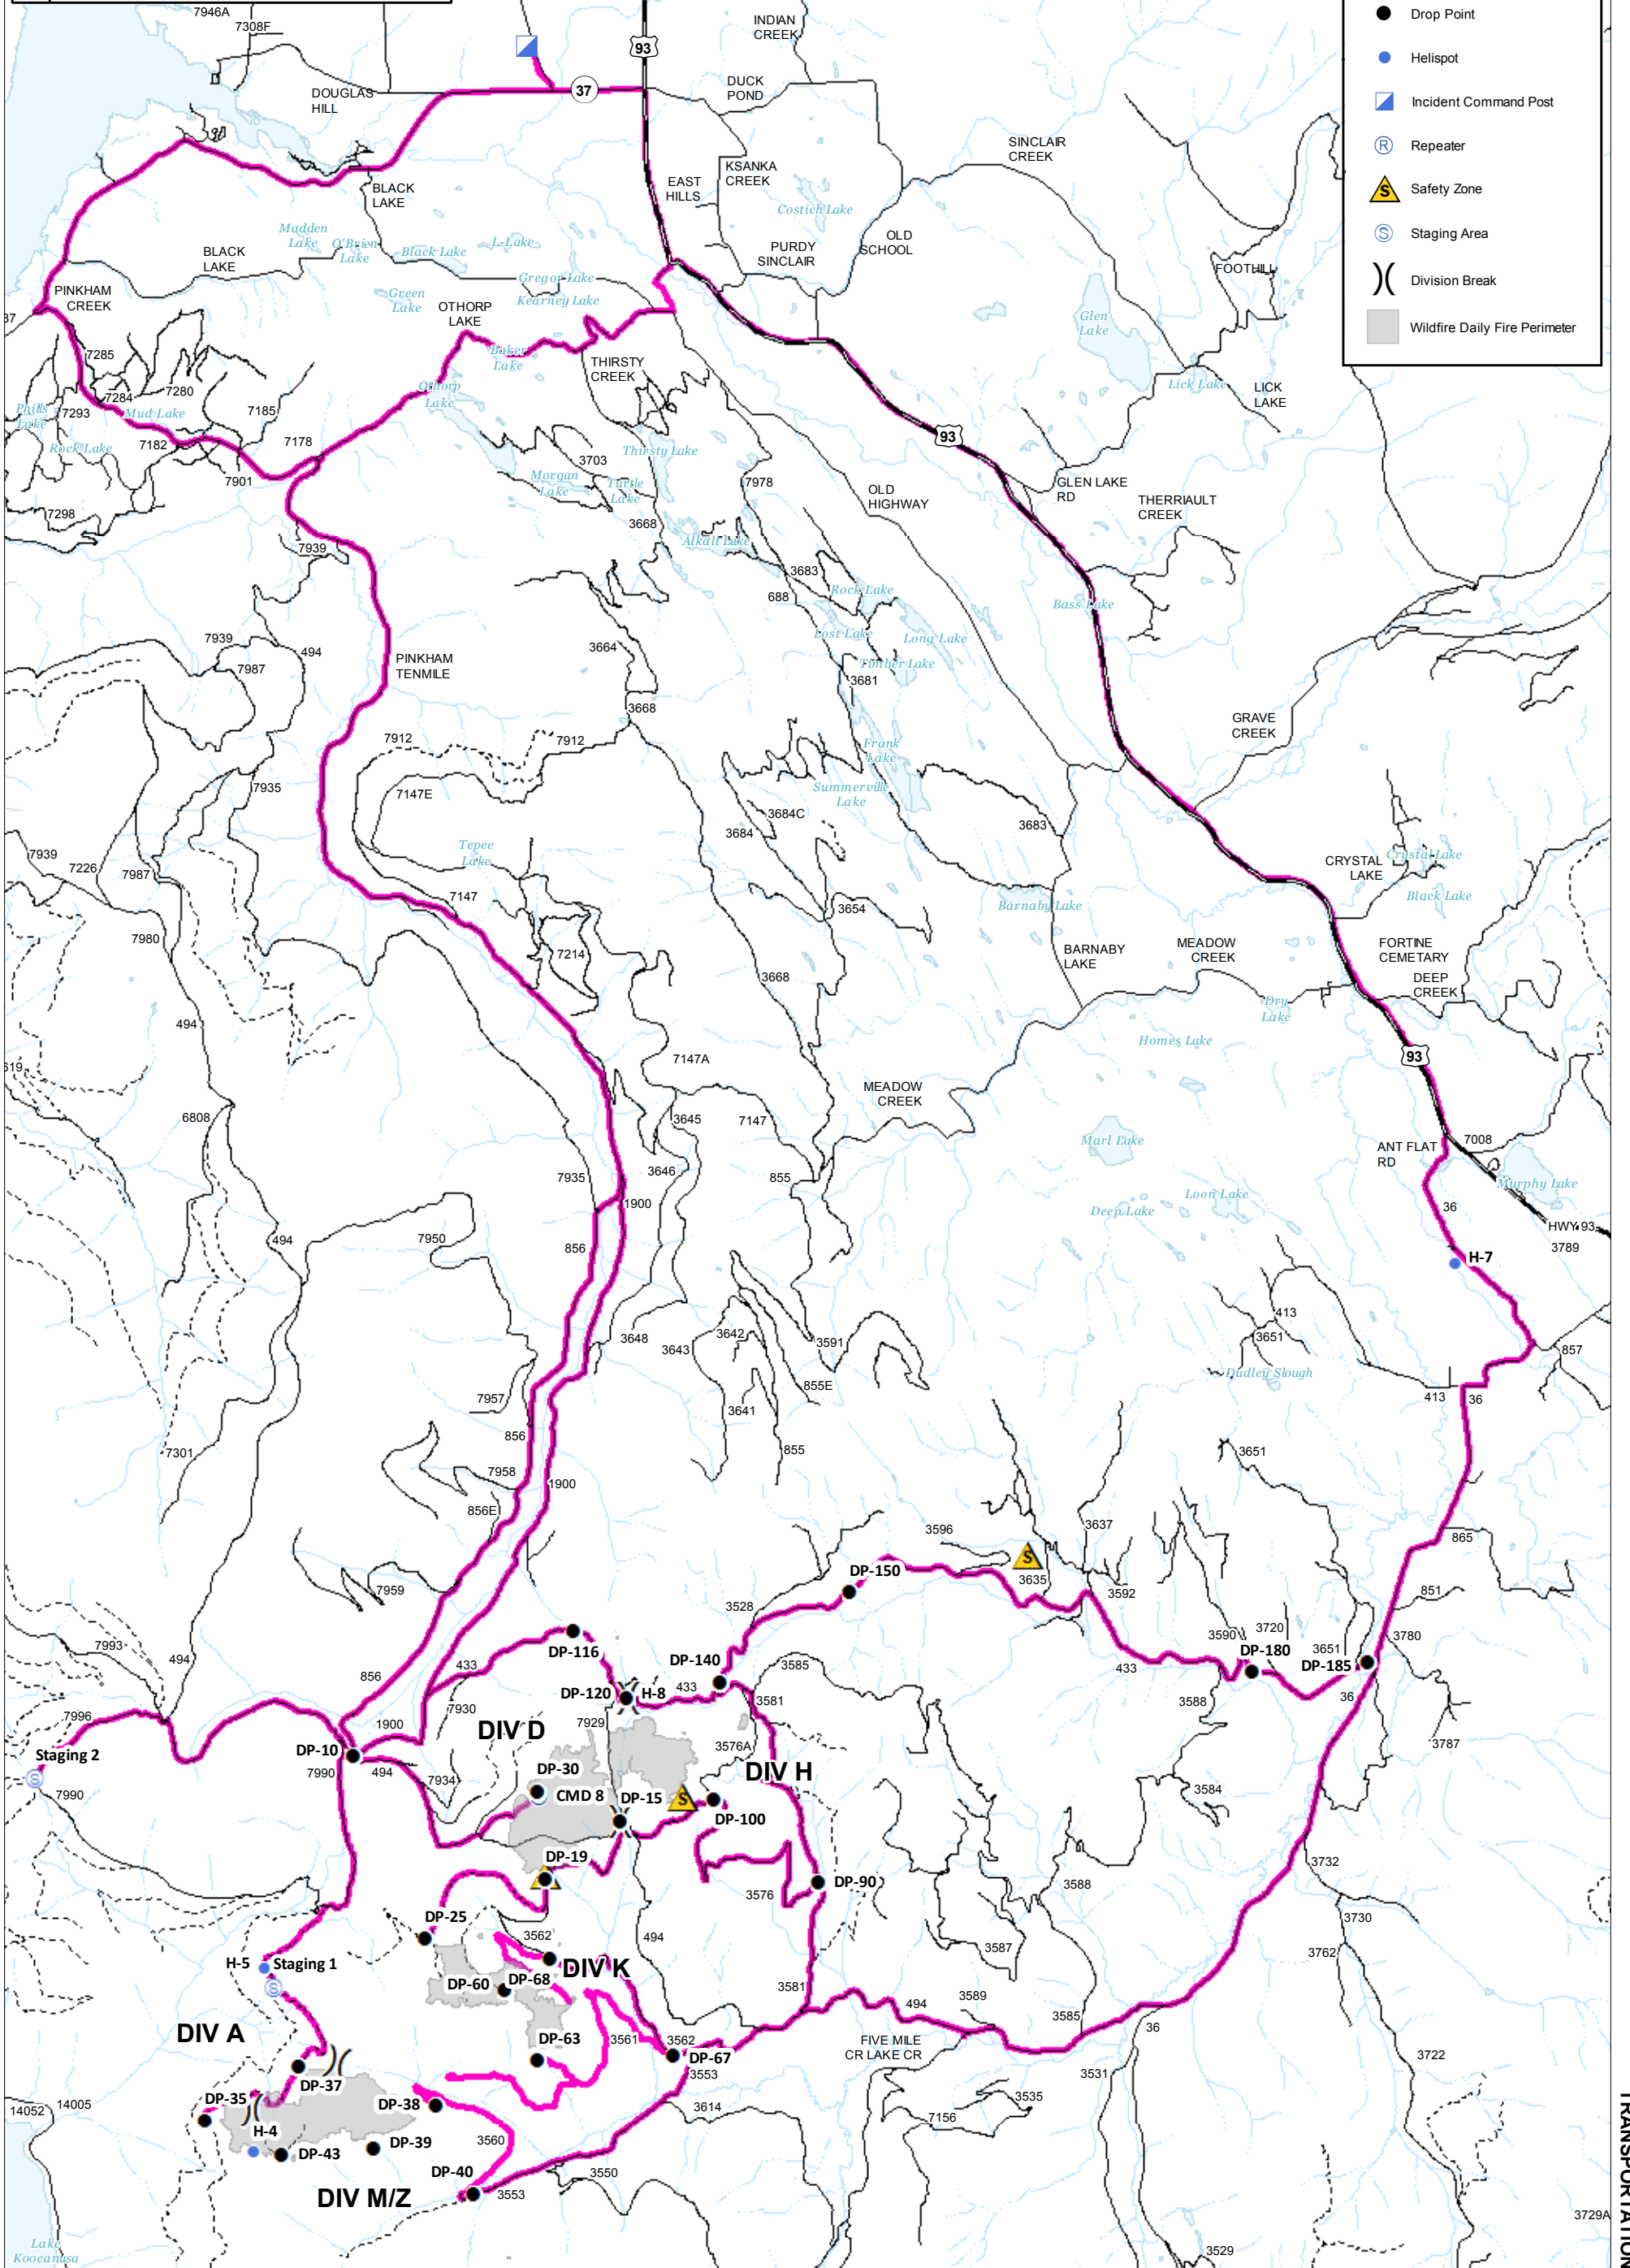 7946A
7308F
INDIAN
CREEK
93
Drop Point
Helispot
Incident Command Post
Repeater
R
Safety Zone
S
Staging Area
S
Division Break
Wildfire Daily Fire Perimeter
DOUGLAS
HILL
37
DUCK
POND
SINCLAIR
CREEK
KSANKA
CREEK
EAST
HILLS
BLACK
LAKE
Costich Lake
OLD
SCHOOL
PURDY
SINCLAIR
Madden
Lake
O'Brien
Lake
Black Lake
L-Lake
BLACK
LAKE
Gregor Lake
Kearney Lake
Green
Lake
FOOTHILL
PINKHAM
CREEK
37
OTHORP
LAKE
Glen
Lake
Baker
Lake
THIRSTY
CREEK
7285
7280
7284
Othorp
Lake
Lick Lake
LICK
LAKE
Phills
Lake
7293
Mud Lake
7185
7182
Rock Lake
7178
7901
3703
Thirsty Lake
93
Morgan
Lake
Turtle
Lake
7978
OLD
HIGHWAY
GLEN LAKE
RD
THERRIAULT
CREEK
7298
3668
7939
Alkali Lake
3683
688
Rock Lake
Bass Lake
Lost Lake
Long Lake
7939
494
7987
3664
Timber Lake
3681
PINKHAM
TENMILE
3668
GRAVE
CREEK
7912
7912
Frank
Lake
7935
7147E
Summerville
Lake
3684C
3684
3683
Tepee
Lake
7939
7226
7987
CRYSTAL
LAKE
Crystal Lake
Black Lake
7147
3654
Barnaby Lake
7980
7214
BARNABY
LAKE
MEADOW
CREEK
FORTINE
CEMETARY
DEEP
CREEK
3668
Dry
Lake
494
Homes Lake
93
7147A
619
MEADOW
CREEK
6808
3645
7147
Marl Lake
ANT FLAT
RD
7008
7935
3646
855
Murphy Lake
Loon Lake
Deep Lake
1900
36
HWY 93
3789
494
7950
856
H-7
413
3651
3648
3642
3643
3591
857
Dudley Slough
855E
7957
3641
413
36
856
7301
855
3651
7958
1900
856E
3596
3637
865
S
3635
DP-150
7959
3592
851
3528
7993
DP-116
DP-140
3590
3720
3651
3780
DP-180
DP-185
494
856
433
3585
433
DP-120
H-8
433
3581
3588
36
7996
7930
7929
1900
DIV D
3576A
3787
Staging 2
S
DP-10
7990
494
7934
DIV H
7990
DP-30
CMD 8
DP-15
S
DP-100
3584
DP-19
3732
3576
DP-90
3588
DP-25
3730
3562
494
3587
3762
H-5
Staging 1
S
DIV K
DP-60
DP-68
3581
3589
494
3585
36
DIV A
DP-63
3561
3562
FIVE MILE
CR LAKE CR
DP-67
3553
3722
DP-37
3531
DP-35
DP-38
3535
14052
14005
3614
7156
H-4
DP-43
DP-39
3560
DP-40
3550
DIV M/Z
3553
3729A
Lake
Koocanusa
3529
TRANSPORTATION